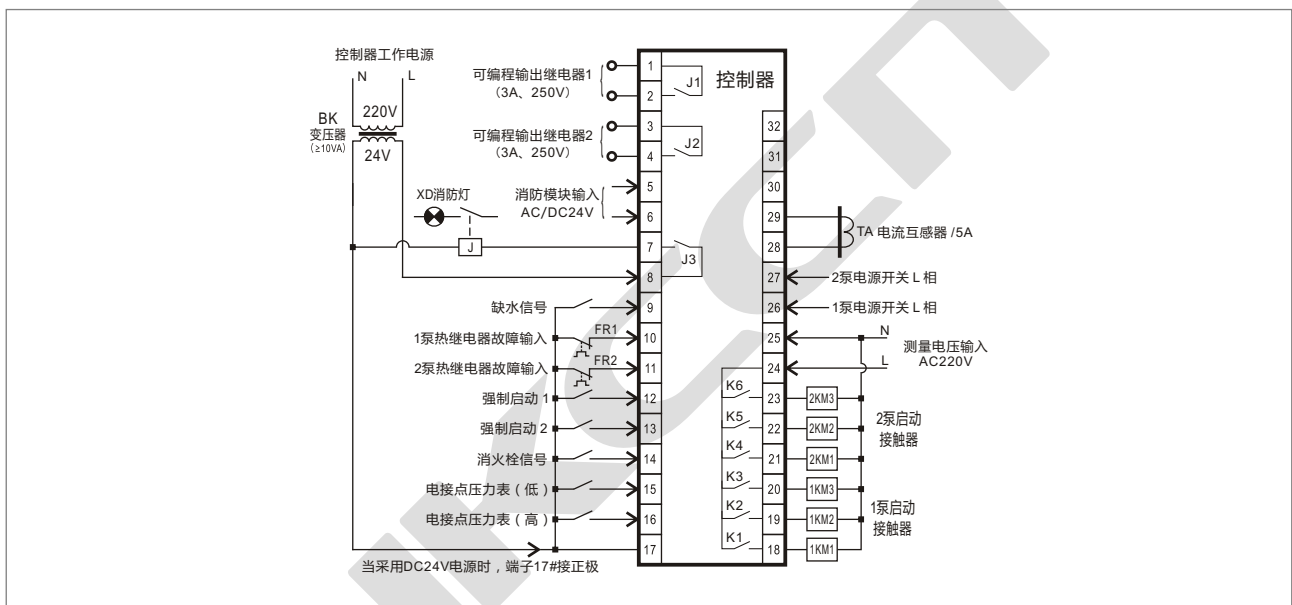 控制器工作电源
N
L
220V
BK
变压器
(≥10VA)
24V
XD消防灯
J
可编程输出继电器1
(3A、250V)
可编程输出继电器2
(3A、250V)
消防模块输入
AC/DC24V
缺水信号
1泵热继电器故障输入
FR1
2泵热继电器故障输入
FR2
强制启动 1
强制启动 2
消火栓信号
电接点压力表（低）
电接点压力表（高）
当采用DC24V电源时，端子17#接正极
控制器
1
2
3
4
5
6
7
8
9
10
11
12
13
14
15
16
17
J1
J2
J3
K6
K5
K4
K3
K2
K1
32
31
30
29
28
27
26
25
24
23
22
21
20
19
18
TA 电流互感器 /5A
2泵电源开关 L 相
1泵电源开关 L 相
N
测量电压输入
L
AC220V
2KM3
2KM2
2KM1
1KM3
1KM2
1KM1
2泵启动
接触器
1泵启动
接触器